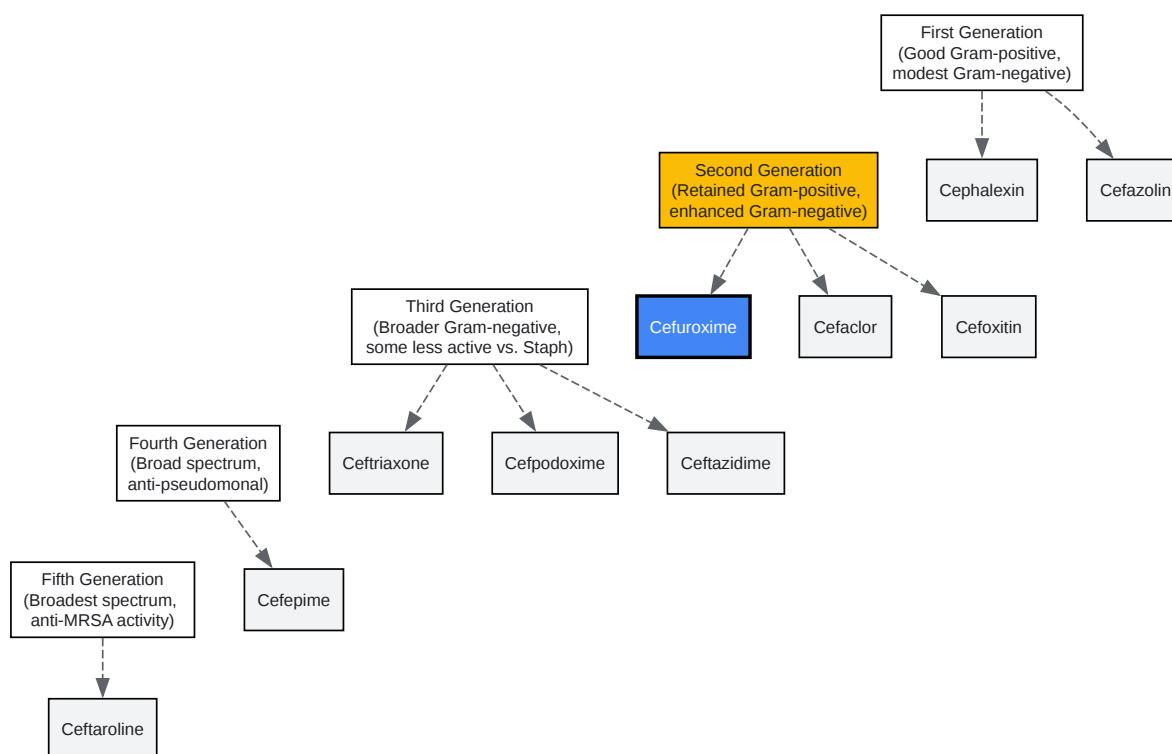 First Generation
(Good Gram-positive,
modest Gram-negative)
Second Generation
(Retained Gram-positive,
enhanced Gram-negative)
Cephalexin
Cefazolin
Third Generation
(Broader Gram-negative,
some less active vs. Staph)
Cefuroxime
Cefaclor
Cefoxitin
Fourth Generation
(Broad spectrum,
anti-pseudomonal)
Ceftriaxone
Cefpodoxime
Ceftazidime
Fifth Generation
(Broadest spectrum,
anti-MRSA activity)
Cefepime
Ceftaroline